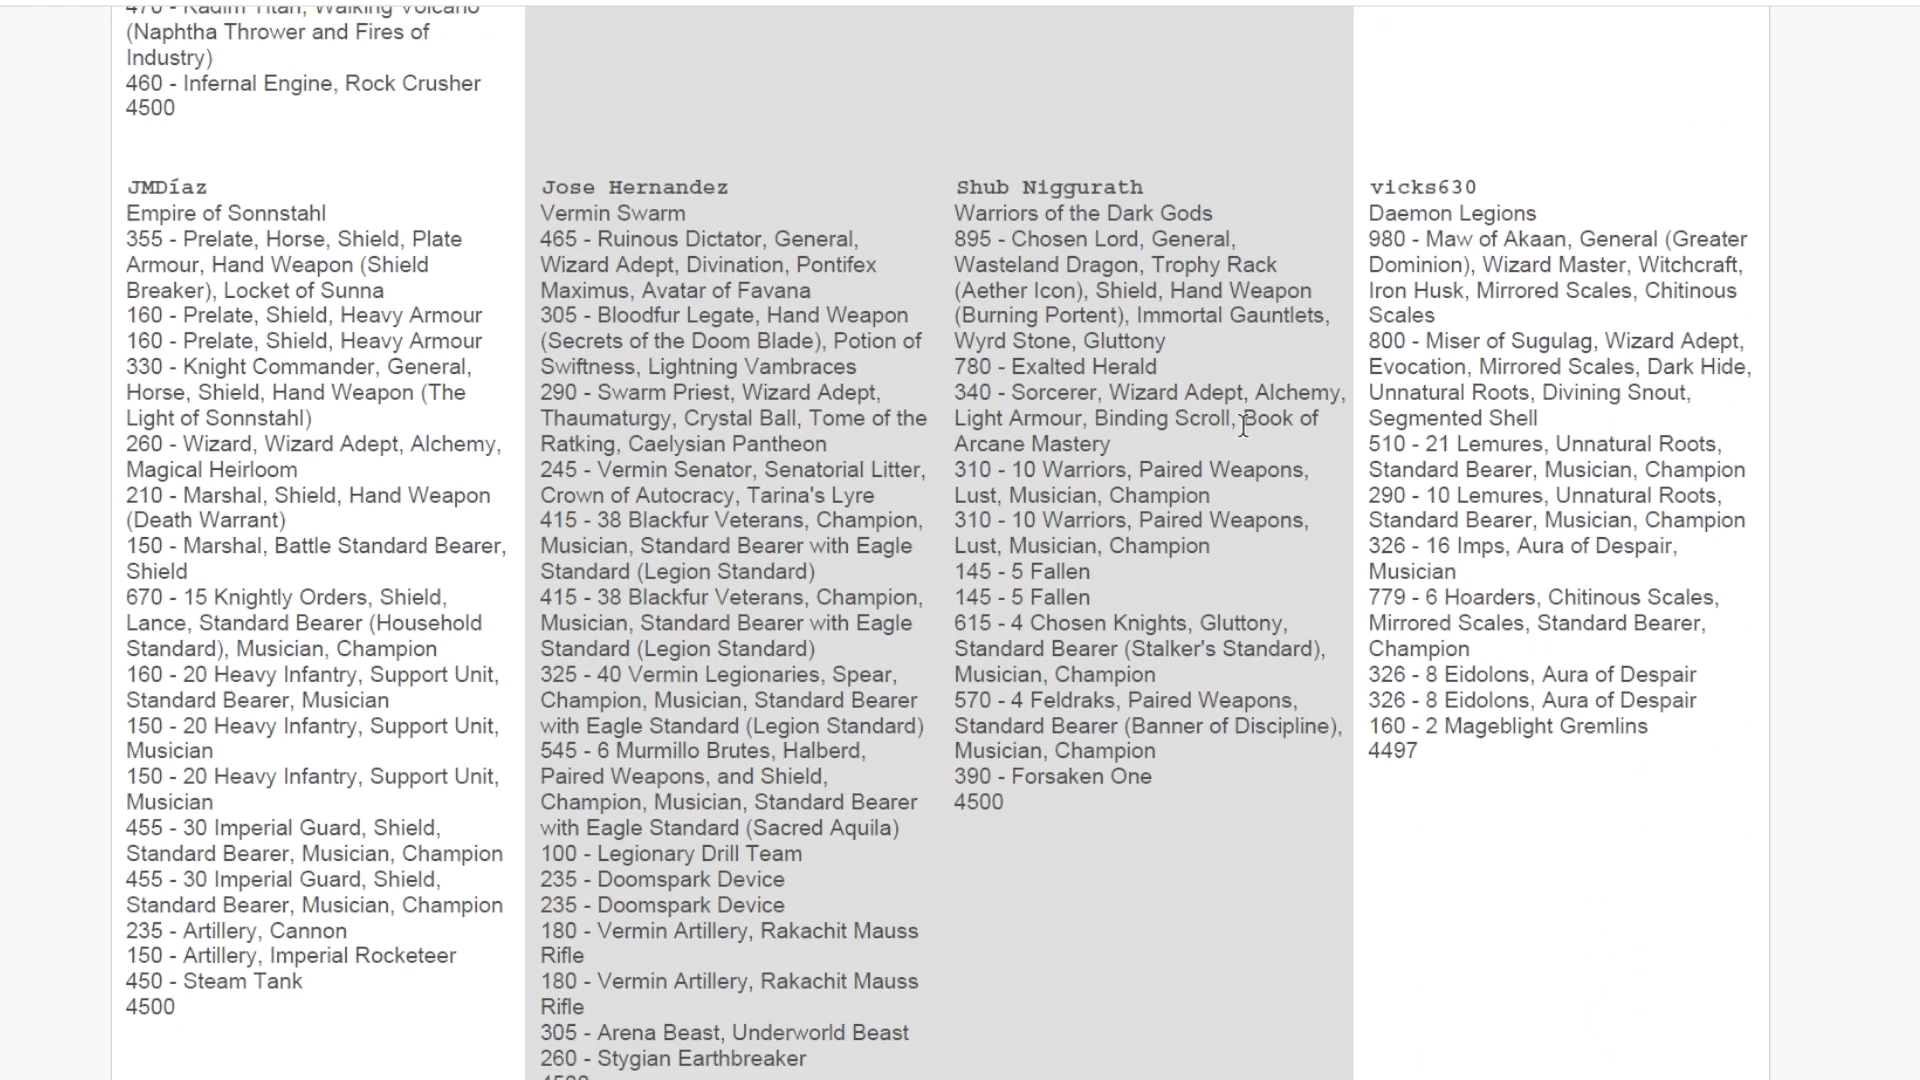 470 - Kadim Titan, Walking Volcano
(Naphtha Thrower and Fires of
Industry)
460 - Infernal Engine, Rock Crusher
4500
JMDíaz
Empire of Sonnstahl
355 - Prelate, Horse, Shield, Plate
Armour, Hand Weapon (Shield
Breaker), Locket of Sunna
160 - Prelate, Shield, Heavy Armour
160 - Prelate, Shield, Heavy Armour
330 - Knight Commander, General,
Horse, Shield, Hand Weapon (The
Light of Sonnstahl)
260 - Wizard, Wizard Adept, Alchemy,
Magical Heirloom
210 - Marshal, Shield, Hand Weapon
(Death Warrant)
150 - Marshal, Battle Standard Bearer,
Shield
670 - 15 Knightly Orders, Shield,
Lance, Standard Bearer (Household
Standard), Musician, Champion
160 - 20 Heavy Infantry, Support Unit,
Standard Bearer, Musician
150 - 20 Heavy Infantry, Support Unit,
Musician
150 - 20 Heavy Infantry, Support Unit,
Musician
455 - 30 Imperial Guard, Shield,
Standard Bearer, Musician, Champion
455 - 30 Imperial Guard, Shield,
Standard Bearer, Musician, Champion
235 - Artillery, Cannon
150 - Artillery, Imperial Rocketeer
450 - Steam Tank
4500
Jose Hernandez
Vermin Swarm
465 - Ruinous Dictator, General,
Wizard Adept, Divination, Pontifex
Maximus, Avatar of Favana
305 - Bloodfur Legate, Hand Weapon
(Secrets of the Doom Blade), Potion of
Swiftness, Lightning Vambraces
290 - Swarm Priest, Wizard Adept,
Thaumaturgy, Crystal Ball, Tome of the
Ratking, Caelysian Pantheon
245 - Vermin Senator, Senatorial Litter,
Crown of Autocracy, Tarina's Lyre
415 - 38 Blackfur Veterans, Champion,
Musician, Standard Bearer with Eagle
Standard (Legion Standard)
415 - 38 Blackfur Veterans, Champion,
Musician, Standard Bearer with Eagle
Standard (Legion Standard)
325 - 40 Vermin Legionaries, Spear,
Champion, Musician, Standard Bearer
with Eagle Standard (Legion Standard)
545 - 6 Murmillo Brutes, Halberd,
Paired Weapons, and Shield,
Champion, Musician, Standard Bearer
with Eagle Standard (Sacred Aquila)
100 - Legionary Drill Team
235 - Doomspark Device
235 - Doomspark Device
180 - Vermin Artillery, Rakachit Mauss
Rifle
180 - Vermin Artillery, Rakachit Mauss
Rifle
305 - Arena Beast, Underworld Beast
260 - Stygian Earthbreaker
4500
Shub Niggurath
Warriors of the Dark Gods
895 - Chosen Lord, General,
Wasteland Dragon, Trophy Rack
(Aether Icon), Shield, Hand Weapon
(Burning Portent), Immortal Gauntlets,
Wyrd Stone, Gluttony
780 - Exalted Herald
340 - Sorcerer, Wizard Adept, Alchemy,
Light Armour, Binding Scroll, Book of
Arcane Mastery
310 - 10 Warriors, Paired Weapons,
Lust, Musician, Champion
310 - 10 Warriors, Paired Weapons,
Lust, Musician, Champion
145 - 5 Fallen
145 - 5 Fallen
615 - 4 Chosen Knights, Gluttony,
Standard Bearer (Stalker's Standard),
Musician, Champion
570 - 4 Feldraks, Paired Weapons,
Standard Bearer (Banner of Discipline),
Musician, Champion
390 - Forsaken One
4500
vicks630
Daemon Legions
980 - Maw of Akaan, General (Greater
Dominion), Wizard Master, Witchcraft,
Iron Husk, Mirrored Scales, Chitinous
Scales
800 - Miser of Sugulag, Wizard Adept,
Evocation, Mirrored Scales, Dark Hide,
Unnatural Roots, Divining Snout,
Segmented Shell
510 - 21 Lemures, Unnatural Roots,
Standard Bearer, Musician, Champion
290 - 10 Lemures, Unnatural Roots,
Standard Bearer, Musician, Champion
326 - 16 Imps, Aura of Despair,
Musician
779 - 6 Hoarders, Chitinous Scales,
Mirrored Scales, Standard Bearer,
Champion
326 - 8 Eidolons, Aura of Despair
326 - 8 Eidolons, Aura of Despair
160 - 2 Mageblight Gremlins
4497